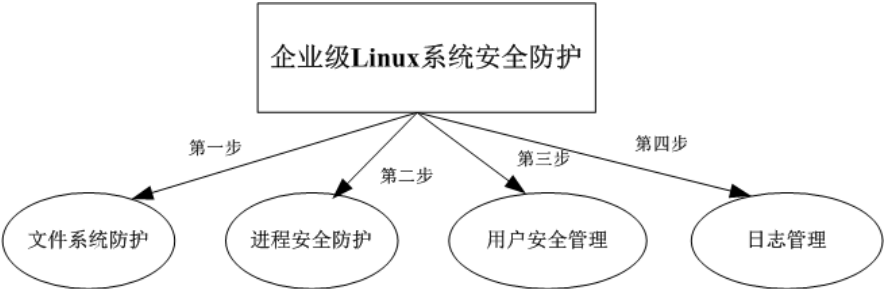 企业级Linux系统安全防护
第一步
第二步
第三步
第四步
文件系统防护
进程安全防护
用户安全管理
日志管理